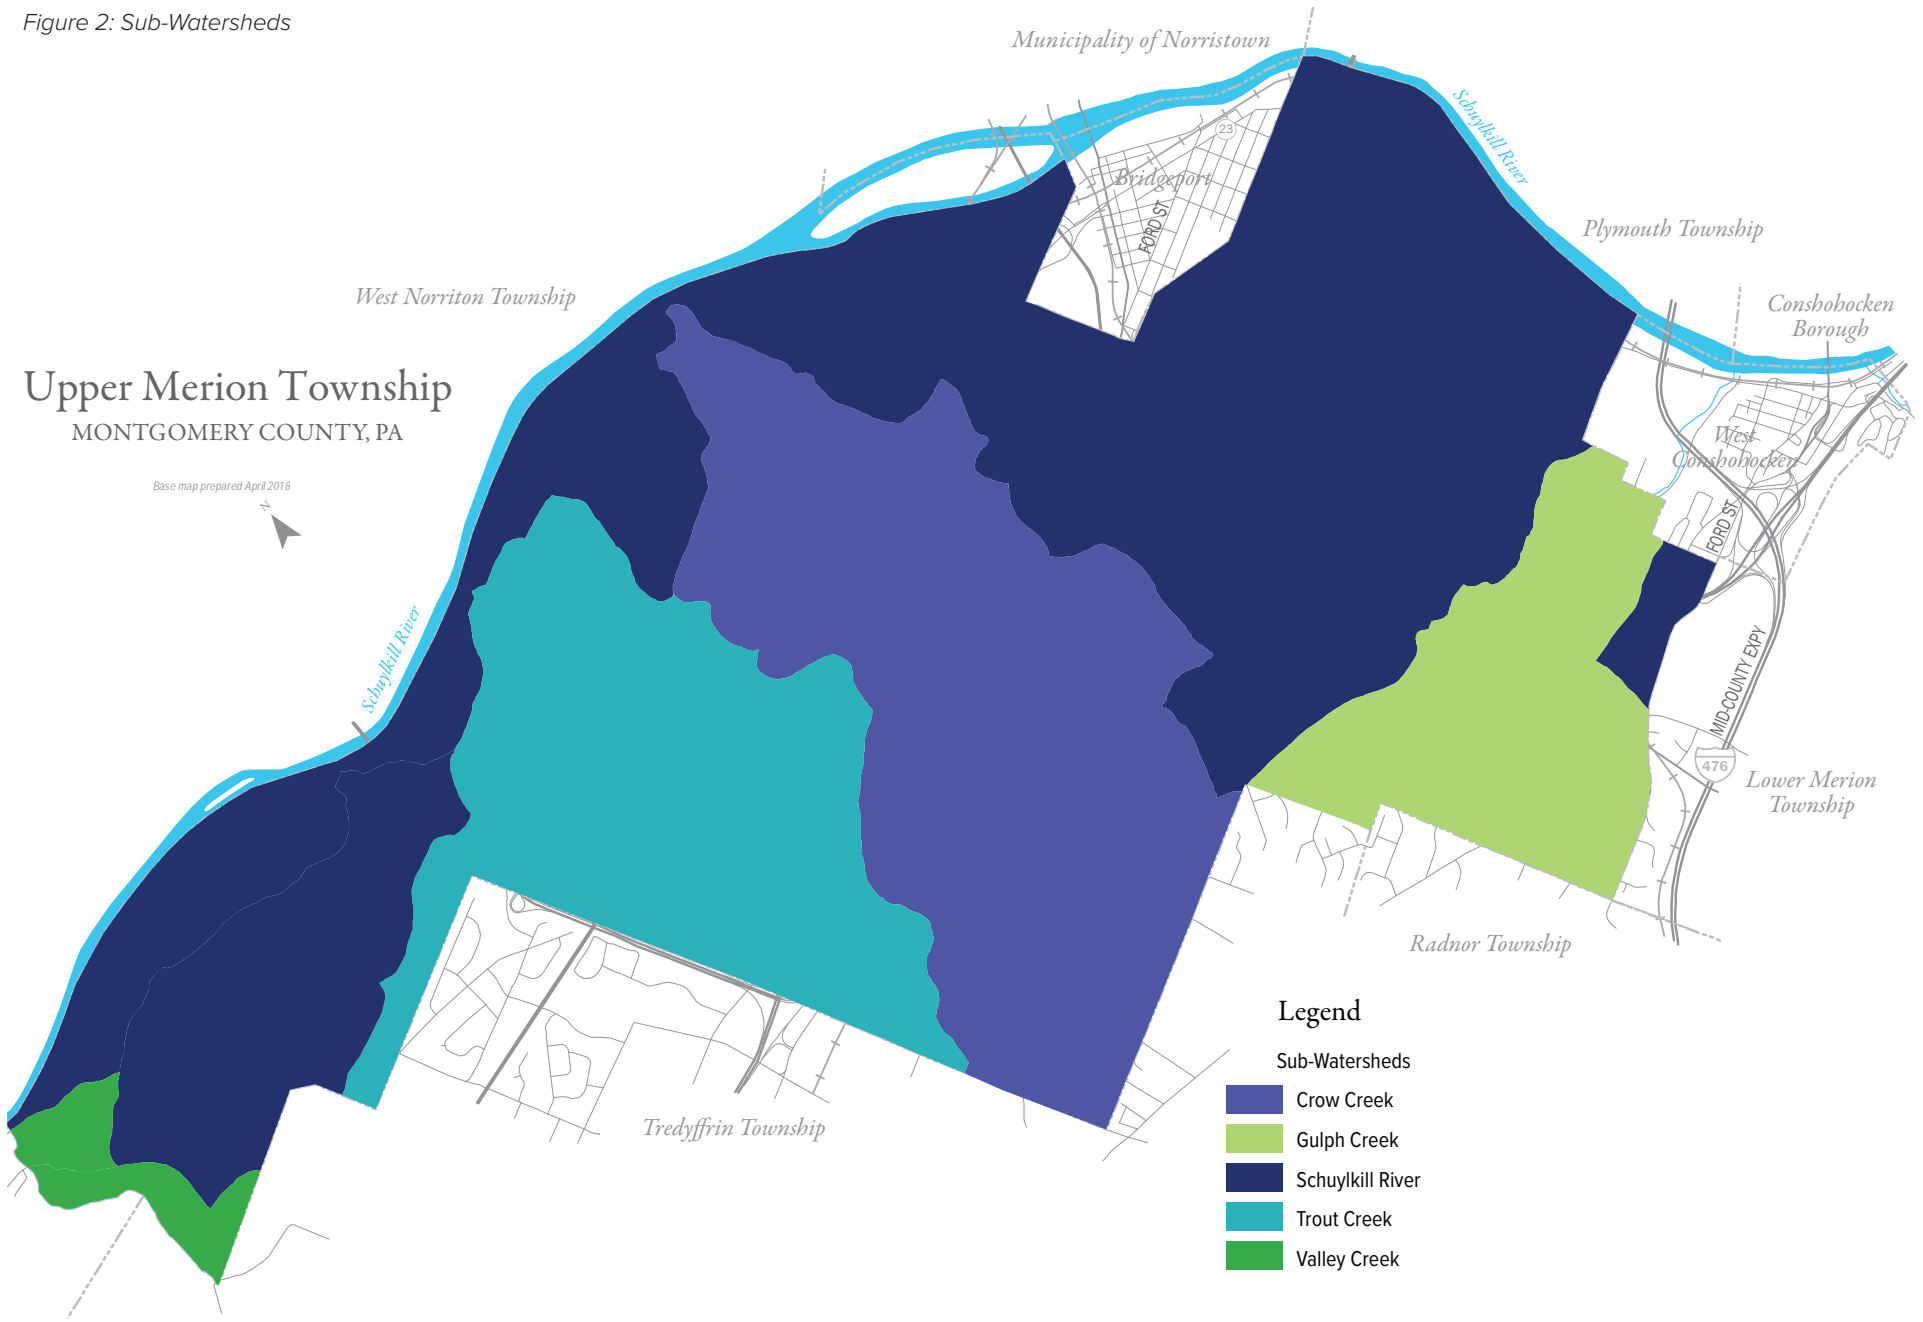 Figure 2: Sub-Watersheds
Municipality of Norristown
Schuylkill River
23
Bridgeport
FORD ST
Plymouth Township
West Norriton Township
Conshohocken
Borough
Upper Merion Township
MONTGOMERY COUNTY, PA
West
Conshohocken
Base map prepared April 2018
N
FORD ST
Schuylkill River
MID-COUNTY EXPY
476
Lower Merion
Township
Radnor Township
Tredyffrin Township
Legend
Sub-Watersheds
Crow Creek
Gulph Creek
Schuylkill River
Trout Creek
Valley Creek